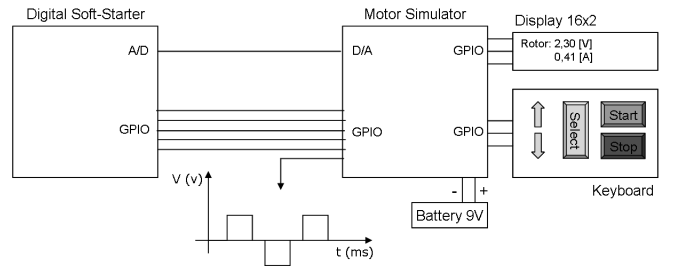 Digital Soft-Starter
Motor Simulator
Display 16x2
A/D
D/A
GPIO
Rotor: 2,30 [V]
0,41 [A]
GPIO
GPIO
GPIO
Select
Start
Stop
Keyboard
- +
Battery 9V
V (v)
t (ms)